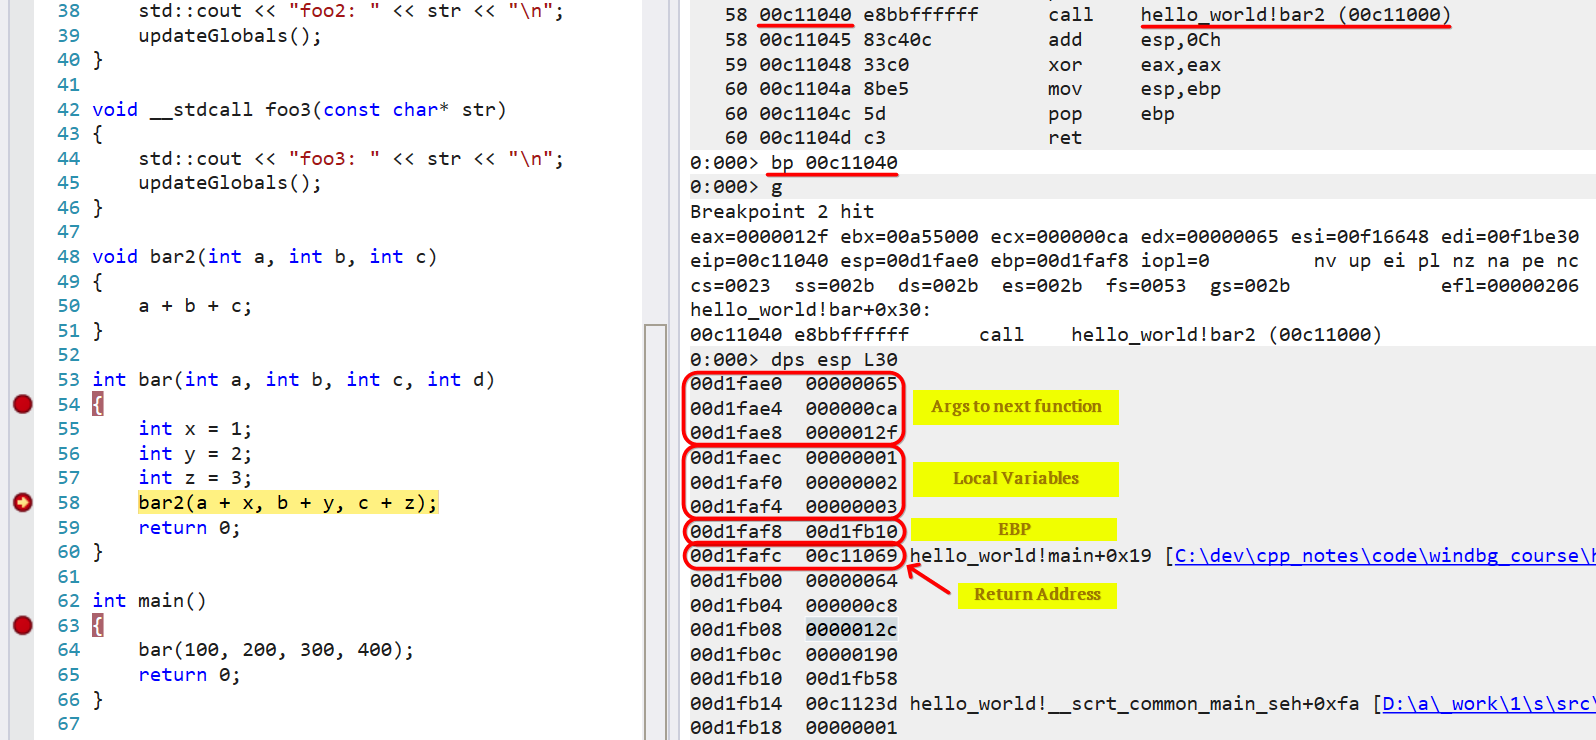 38 std::cout << "foo2: " << str << "\n";
39 updateGlobals();
40 }
41
42 void __stdcall foo3(const char* str)
43 {
44 std::cout << "foo3: " << str << "\n";
45 updateGlobals();
46 }
47
48 void bar2(int a, int b, int c)
49 {
50 a + b + c;
51 }
52
53 int bar(int a, int b, int c, int d)
54 {
55 int x = 1;
56 int y = 2;
57 int z = 3;
58 bar2(a + x, b + y, c + z);
59 return 0;
60 }
61
62 int main()
63 {
64 bar(100, 200, 300, 400);
65 return 0;
66 }
67
58 00c11040 e8bbffffff call hello_world!bar2 (00c11000)
58 00c11045 83c40c add esp,0Ch
59 00c11048 33c0 xor eax,eax
60 00c1104a 8be5 mov esp,ebp
60 00c1104c 5d pop ebp
60 00c1104d c3 ret
0:000> bp 00c11040
0:000> g
Breakpoint 2 hit
eax=0000012f ebx=00a55000 ecx=000000ca edx=00000065 esi=00f16648 edi=00f1be30
eip=00c11040 esp=00d1fae0 ebp=00d1faf8 iopl=0 nv up ei pl nz na pe nc
cs=0023 ss=002b ds=002b es=002b fs=0053 gs=002b efl=00000206
hello_world!bar+0x30:
00c11040 e8bbffffff call hello_world!bar2 (00c11000)
0:000> dps esp L30
00d1fae0 00000065
00d1fae4 000000ca Args to next function
00d1fae8 0000012f
00d1faec 00000001
00d1faf0 00000002 Local Variables
00d1faf4 00000003
00d1faf8 00d1fb10 EBP
00d1fafc 00c11069 hello_world!main+0x19 [C:\dev\cpp_notes\code\windbg_course\h
00d1fb00 00000064 Return Address
00d1fb04 000000c8
00d1fb08 0000012c
00d1fb0c 00000190
00d1fb10 00d1fb58
00d1fb14 00c1123d hello_world!__scrt_common_main_seh+0xfa [D:\a\_work\1\s\src\
00d1fb18 00000001